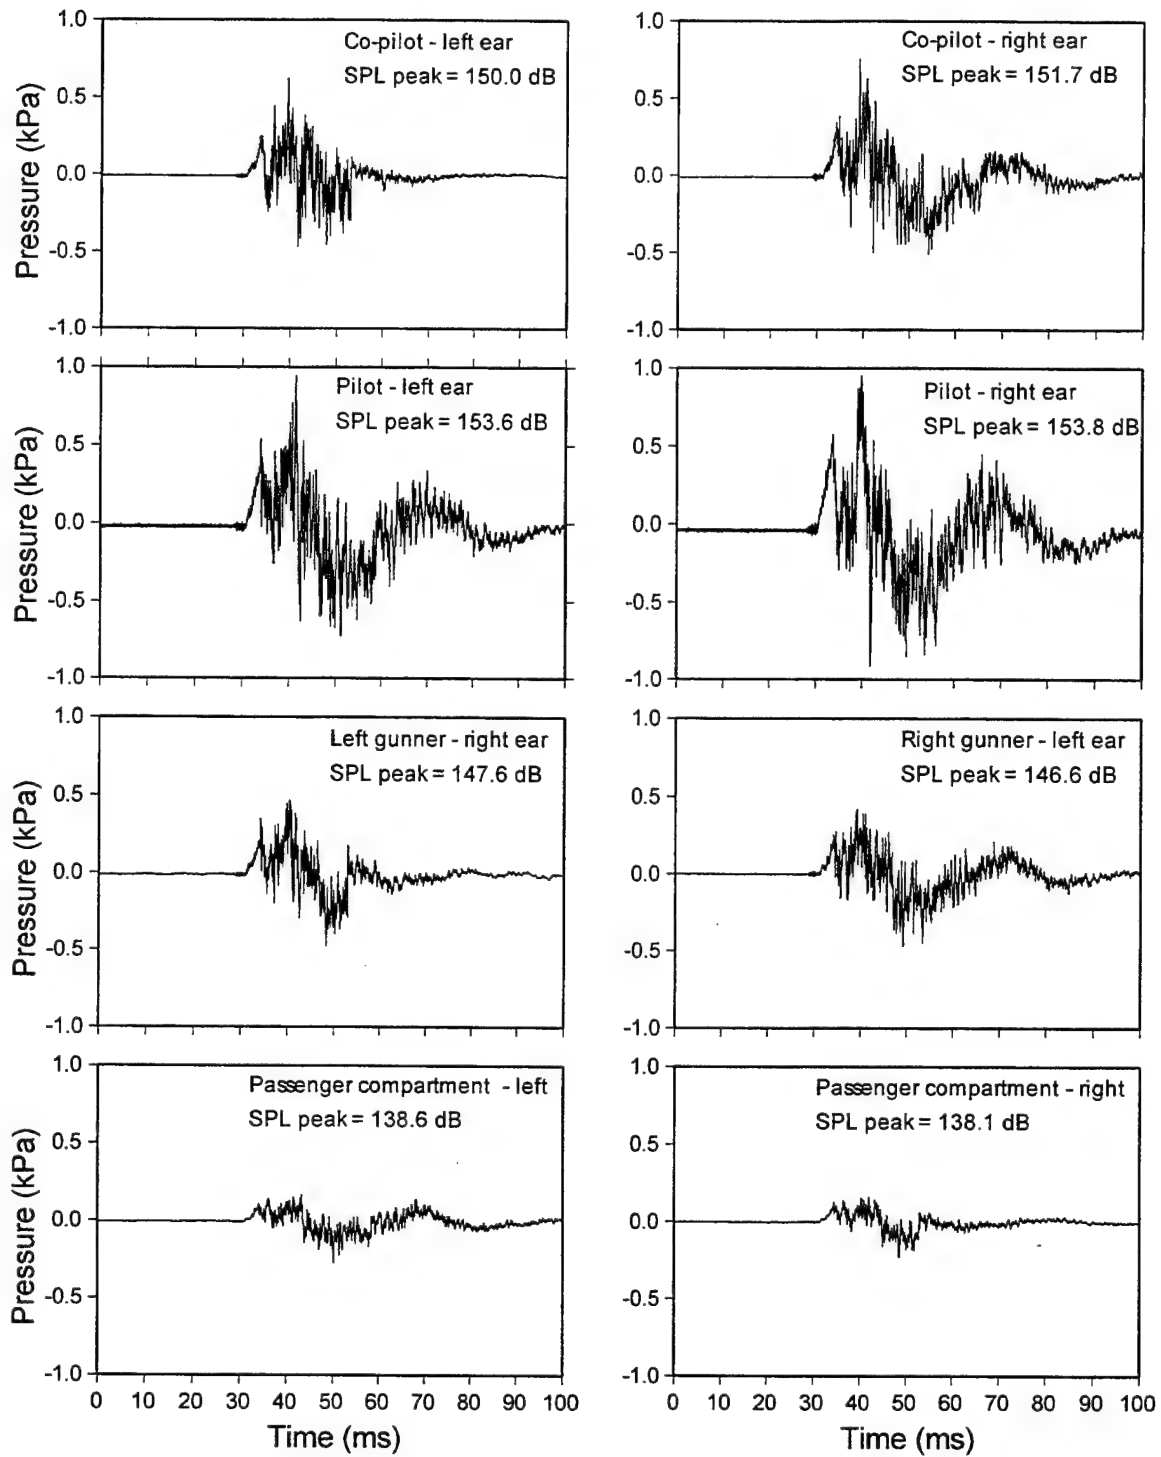 1.0
0.5
0.0
-0.5
-1.0
Pressure (kPa)
Co-pilot - left ear
SPL peak = 150.0 dB
1.0
0.5
0.0
-0.5
-1.0
Co-pilot - right ear
SPL peak = 151.7 dB
1.0
0.5
0.0
-0.5
-1.0
Pressure (kPa)
Pilot - left ear
SPL peak = 153.6 dB
1.0
0.5
0.0
-0.5
-1.0
Pilot - right ear
SPL peak = 153.8 dB
1.0
0.5
0.0
-0.5
-1.0
Pressure (kPa)
Left gunner - right ear
SPL peak = 147.6 dB
1.0
0.5
0.0
-0.5
-1.0
Right gunner - left ear
SPL peak = 146.6 dB
1.0
0.5
0.0
-0.5
-1.0
Pressure (kPa)
Passenger compartment - left
SPL peak = 138.6 dB
0 10 20 30 40 50 60 70 80 90 100
Time (ms)
1.0
0.5
0.0
-0.5
-1.0
Passenger compartment - right
SPL peak = 138.1 dB
0 10 20 30 40 50 60 70 80 90 100
Time (ms)